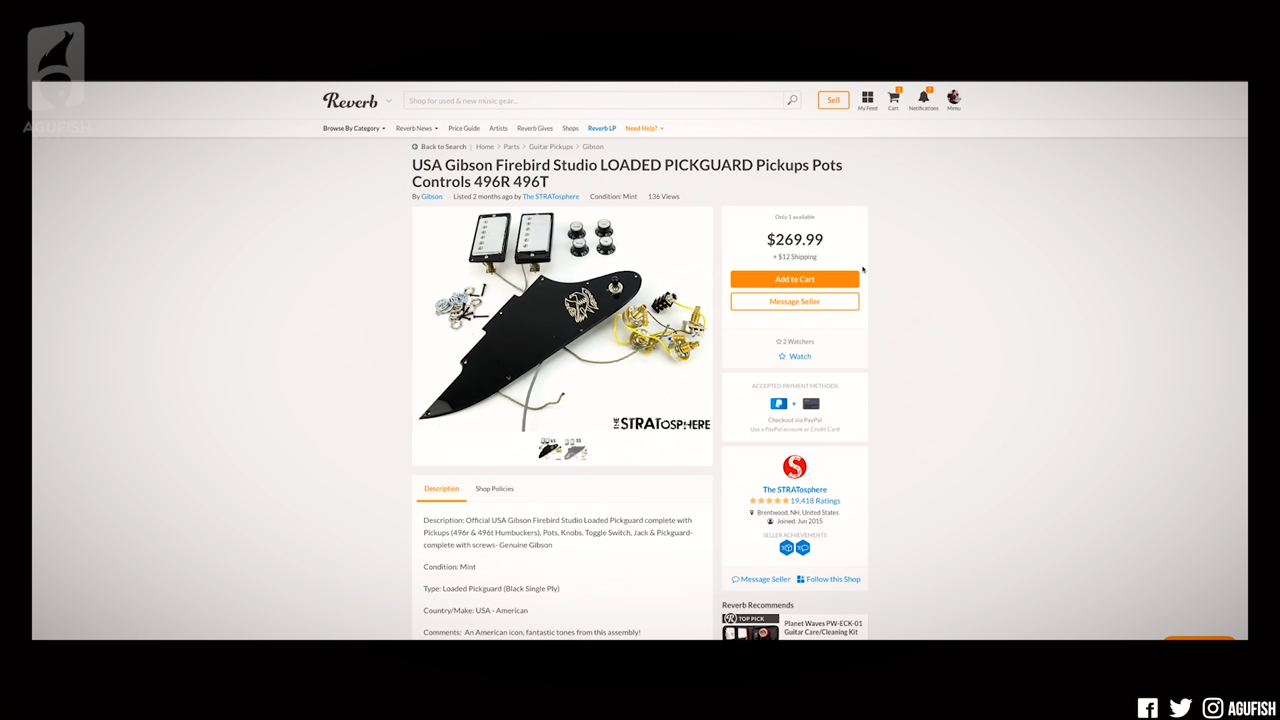 AGUFISH
Reverb
Shop for used & new music gear...
Sell
My Feed
Cart
Notifications
Menu
Browse By Category
Reverb News
Price Guide
Artists
Reverb Gives
Shops
Reverb LP
Need Help?
Back to Search | Home > Parts > Guitar Pickups > Gibson
USA Gibson Firebird Studio LOADED PICKGUARD Pickups Pots
Controls 496R 496T
By Gibson Listed 2 months ago by The STRATosphere Condition: Mint 136 Views
THE STRATOSPHERE
Only 1 available
$269.99
+ $12 Shipping
Add to Cart
Message Seller
2 Watchers
Watch
ACCEPTED PAYMENT METHODS
+
Checkout via PayPal
Use a PayPal account or Credit Card
S
The STRATosphere
19,418 Ratings
Brentwood, NH, United States
Joined: Jun 2015
SELLER ACHIEVEMENTS
Message Seller Follow this Shop
Description
Shop Policies
Description: Official USA Gibson Firebird Studio Loaded Pickguard complete with
Pickups (496r & 496t Humbuckers), Pots, Knobs, Toggle Switch, Jack & Pickguard-
complete with screws- Genuine Gibson
Condition: Mint
Type: Loaded Pickguard (Black Single Ply)
Country/Make: USA - American
Comments: An American icon, fantastic tones from this assembly!
Reverb Recommends
TOP PICK
Planet Waves PW-ECK-01
Guitar Care/Cleaning Kit
AGUFISH